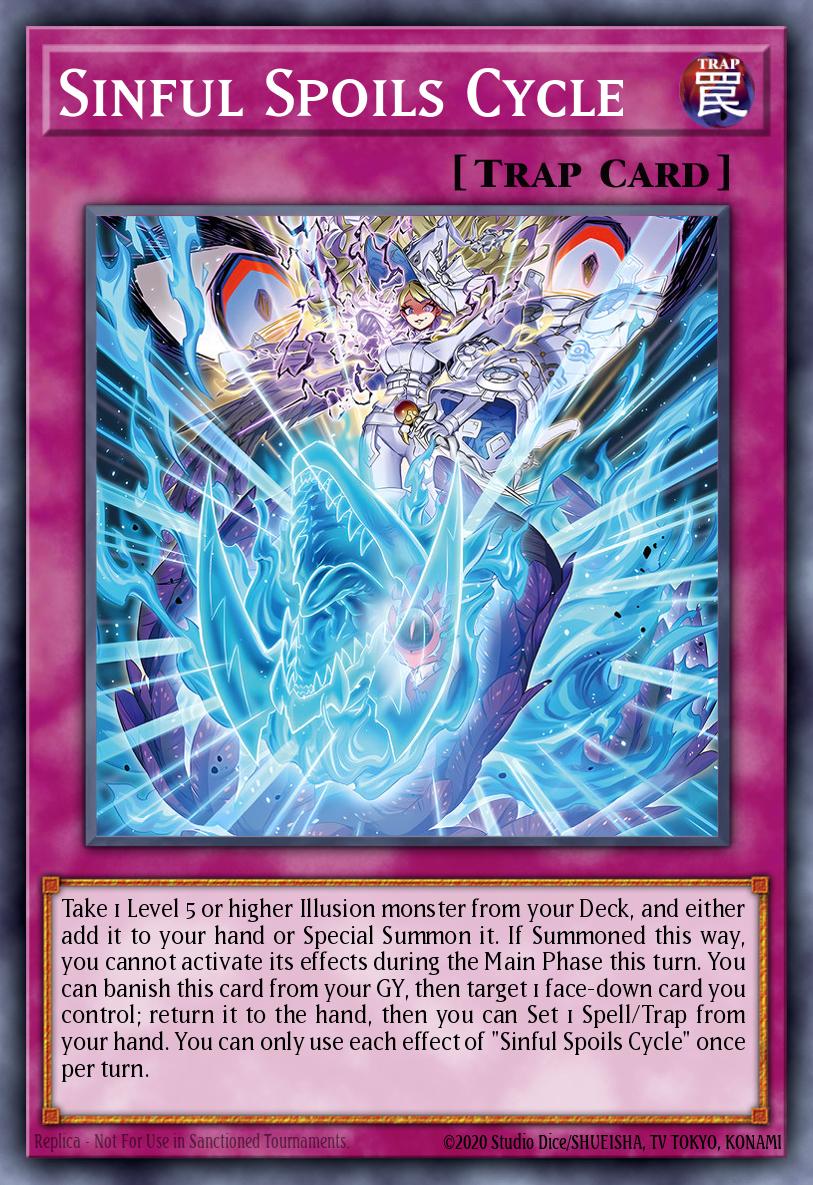 Sinful Spoils Cycle
TRAP
罠
[Trap Card]
Take 1 Level 5 or higher Illusion monster from your Deck, and either
add it to your hand or Special Summon it. If Summoned this way,
you cannot activate its effects during the Main Phase this turn. You
can banish this card from your GY, then target 1 face-down card you
control; return it to the hand, then you can Set 1 Spell/Trap from
your hand. You can only use each effect of "Sinful Spoils Cycle" once
per turn.
Replica - Not For Use in Sanctioned Tournaments.
©2020 Studio Dice/SHUEISHA, TV TOKYO, KONAMI